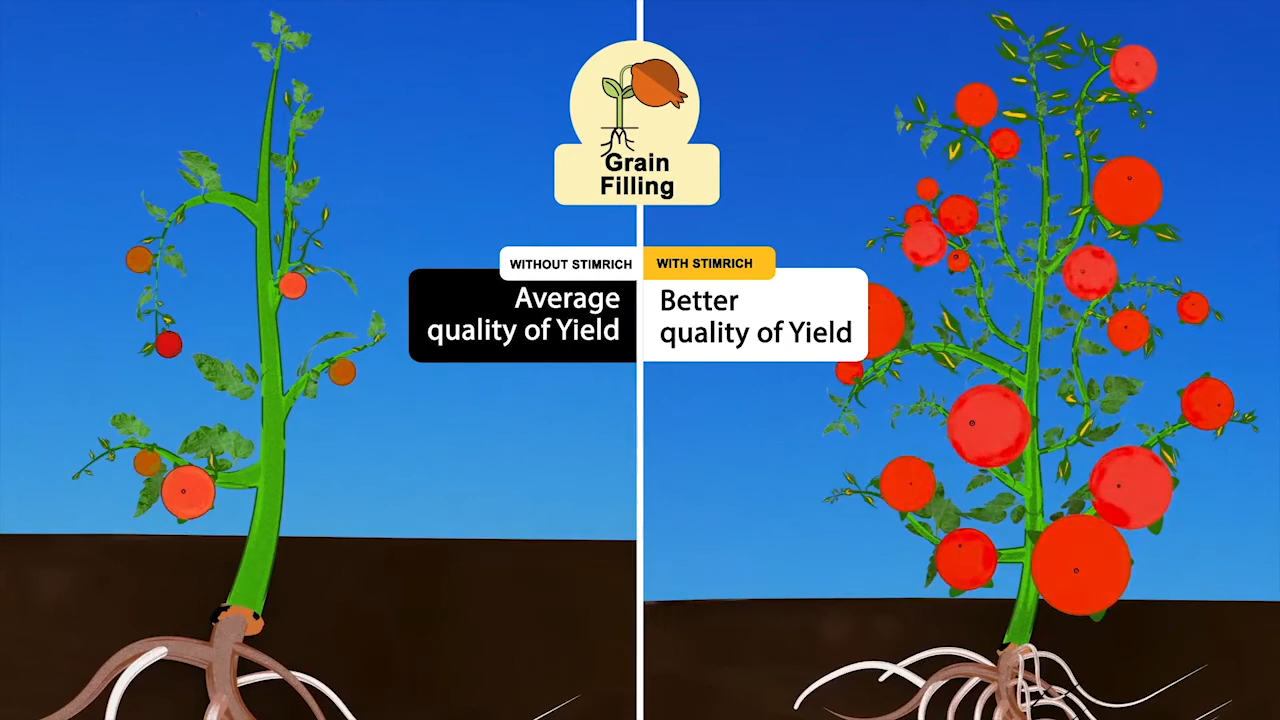 Grain
Filling
WITHOUT STIMRICH
WITH STIMRICH
Average
quality of Yield
Better
quality of Yield